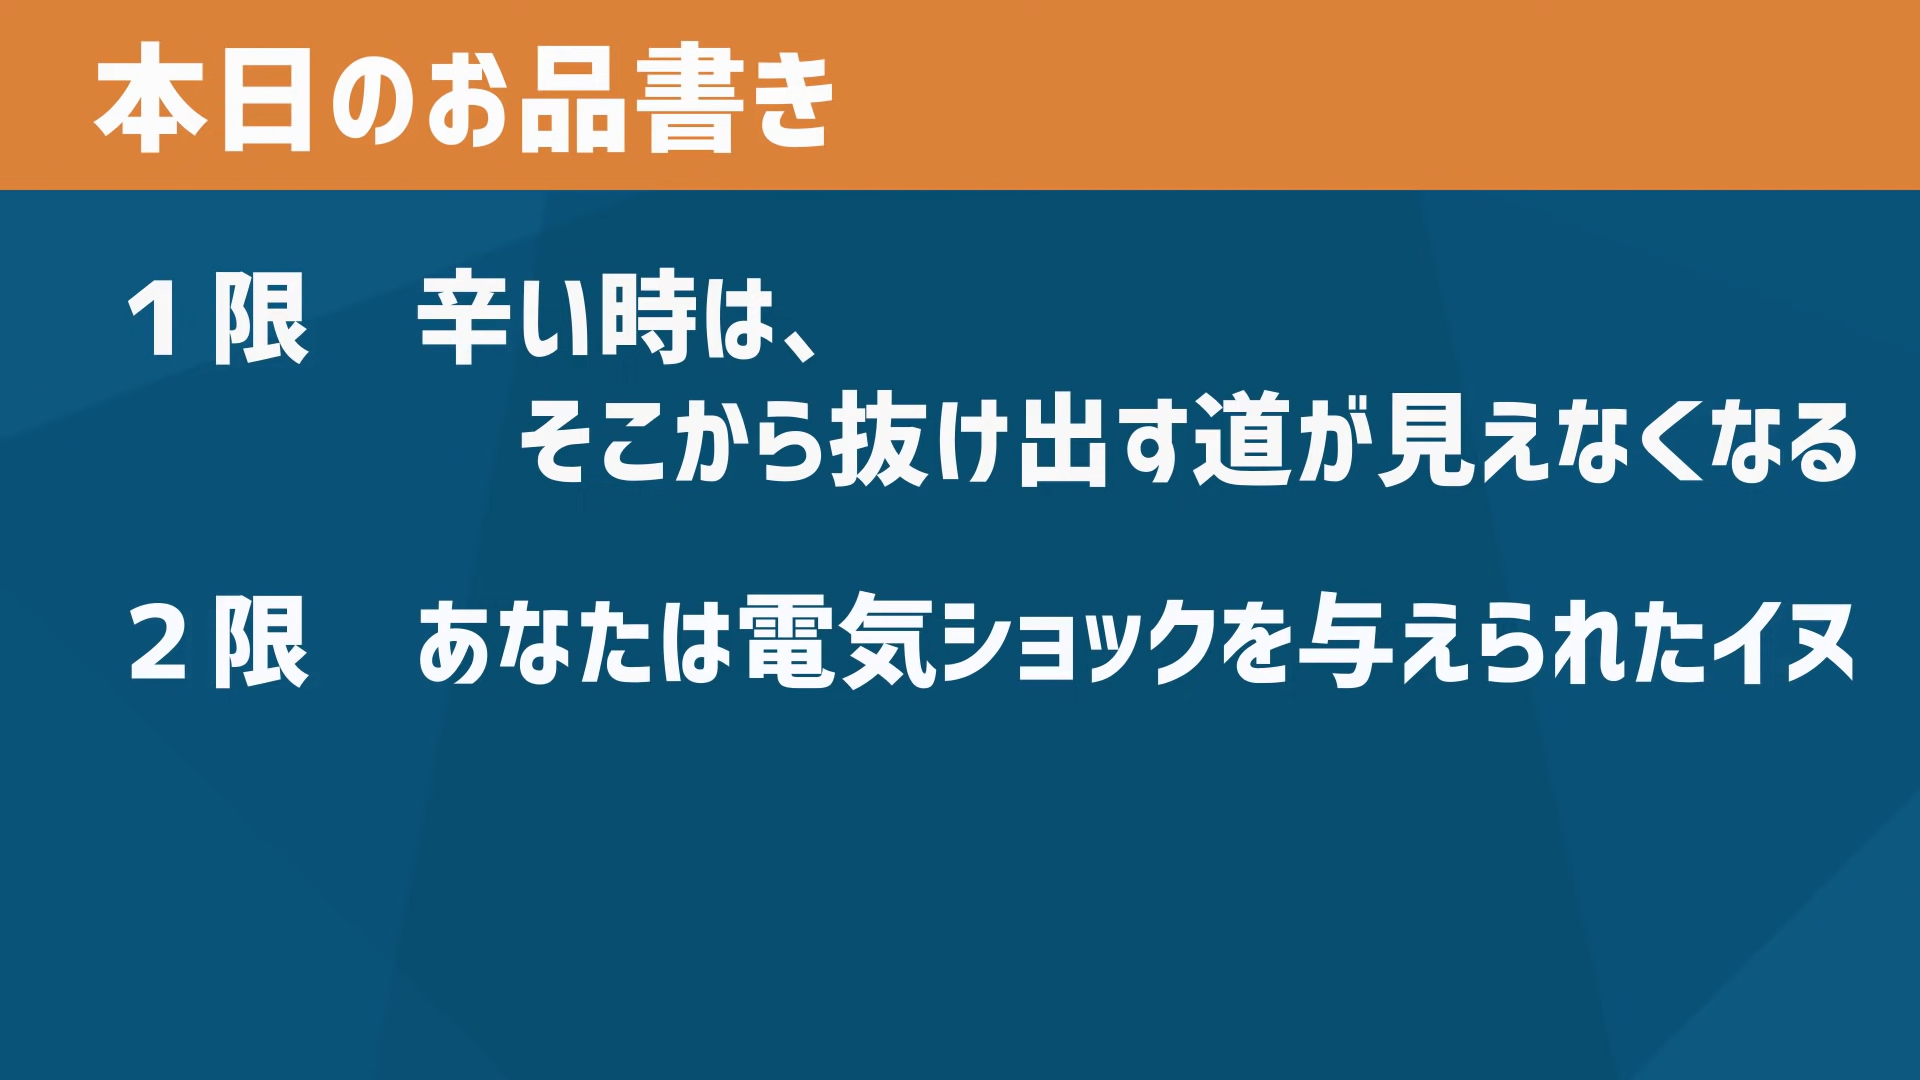 本日のお品書き
１限　辛い時は、
そこから抜け出す道が見えなくなる
２限　あなたは電気ショックを与えられたイヌ